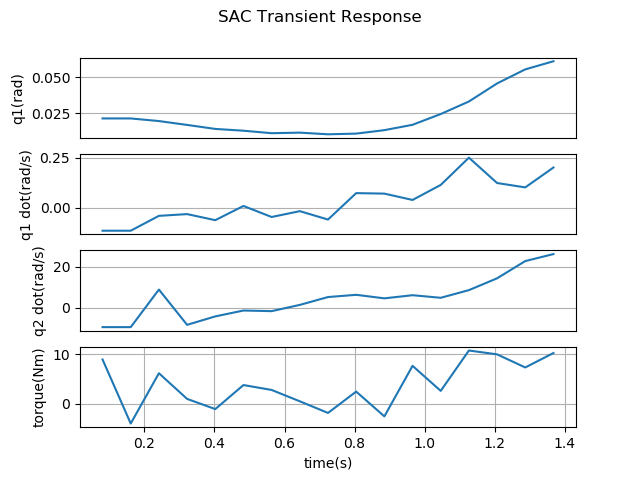 SAC Transient Response
q1(rad)
0.050
0.025
q1 dot(rad/s)
0.25
0.00
q2 dot(rad/s)
20
0
torque(Nm)
10
0
0.2 0.4 0.6 0.8 1.0 1.2 1.4
time(s)